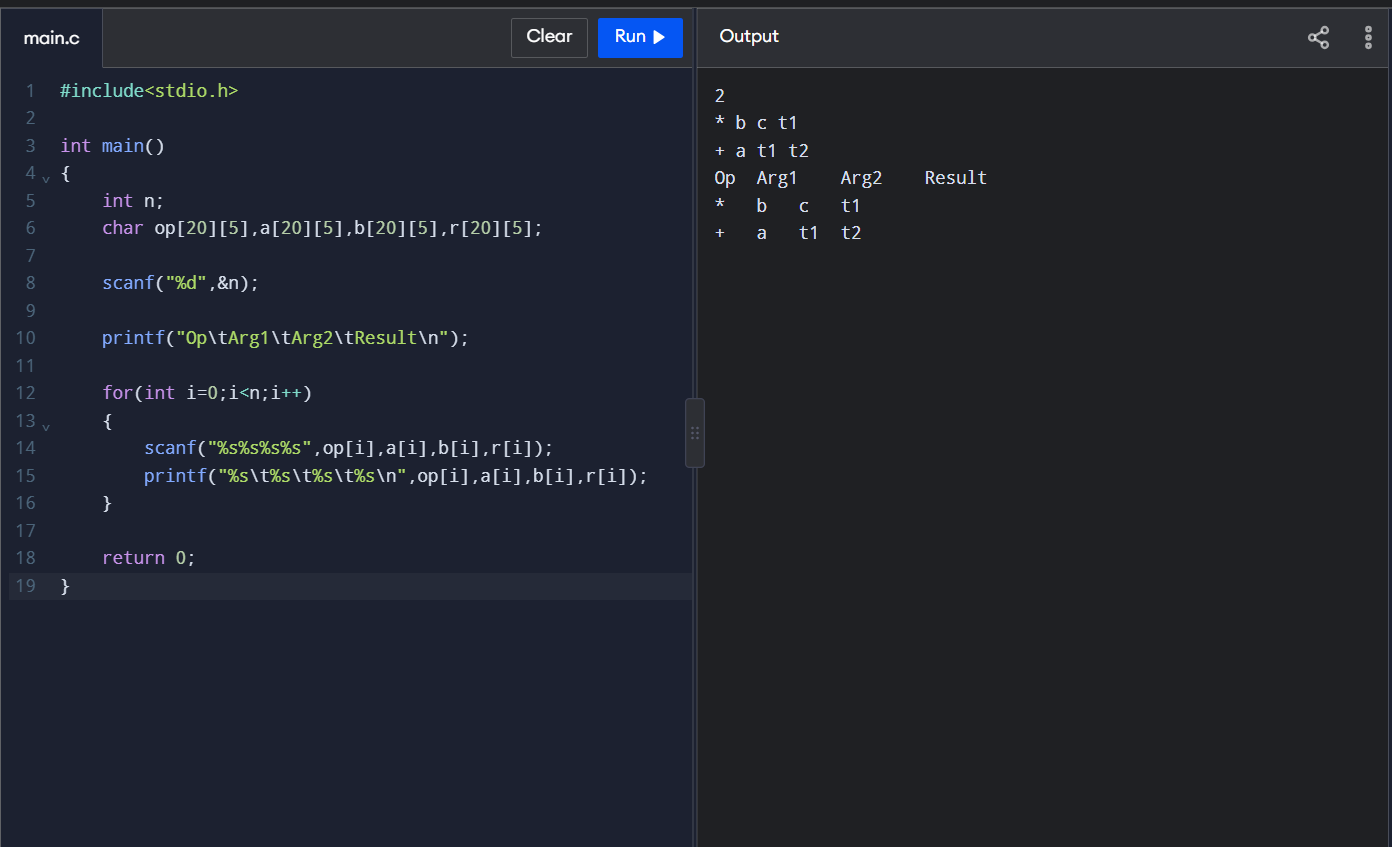 main.c
Clear
Run
1 #include<stdio.h>
2
3 int main()
4 {
5 int n;
6 char op[20][5],a[20][5],b[20][5],r[20][5];
7
8 scanf("%d",&n);
9
10 printf("Op\tArg1\tArg2\tResult\n");
11
12 for(int i=0;i<n;i++)
13 {
14 scanf("%s%s%s%s",op[i],a[i],b[i],r[i]);
15 printf("%s\t%s\t%s\t%s\n",op[i],a[i],b[i],r[i]);
16 }
17
18 return 0;
19 }
Output
2
* b c t1
+ a t1 t2
Op Arg1 Arg2 Result
* b c t1
+ a t1 t2